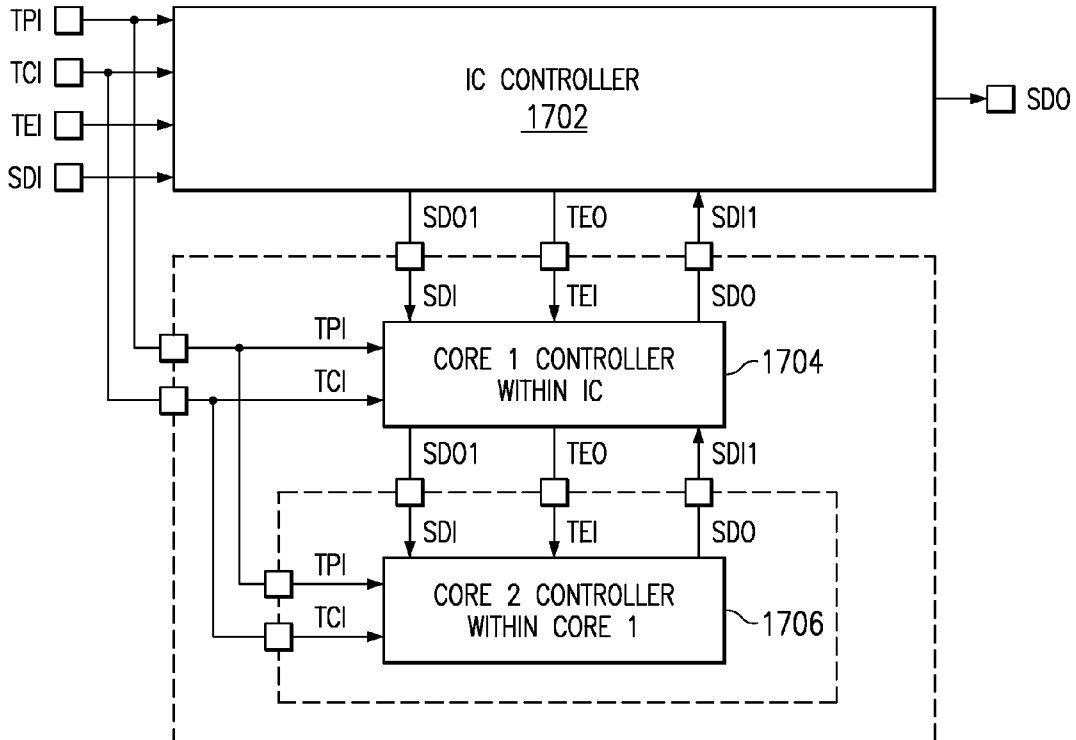 TPI
TCI
TEI
SDI
IC CONTROLLER
1702
SDO
SDO1
TEO
SDI1
SDI
TEI
SDO
TPI
TCI
CORE 1 CONTROLLER
WITHIN IC
1704
SDO1
TEO
SDI1
SDI
TEI
SDO
TPI
TCI
CORE 2 CONTROLLER
WITHIN CORE 1
1706